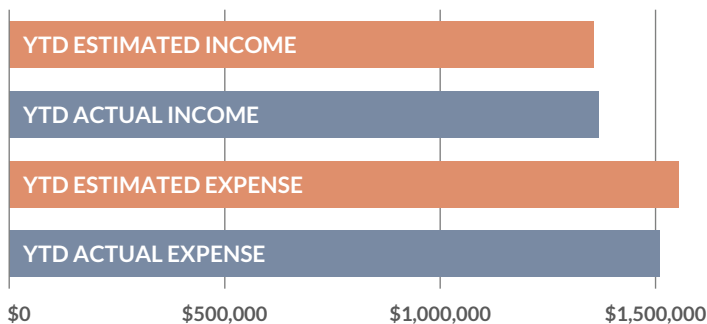 YTD ESTIMATED INCOME
YTD ACTUAL INCOME
YTD ESTIMATED EXPENSE
YTD ACTUAL EXPENSE
$0 $500,000 $1,000,000 $1,500,000